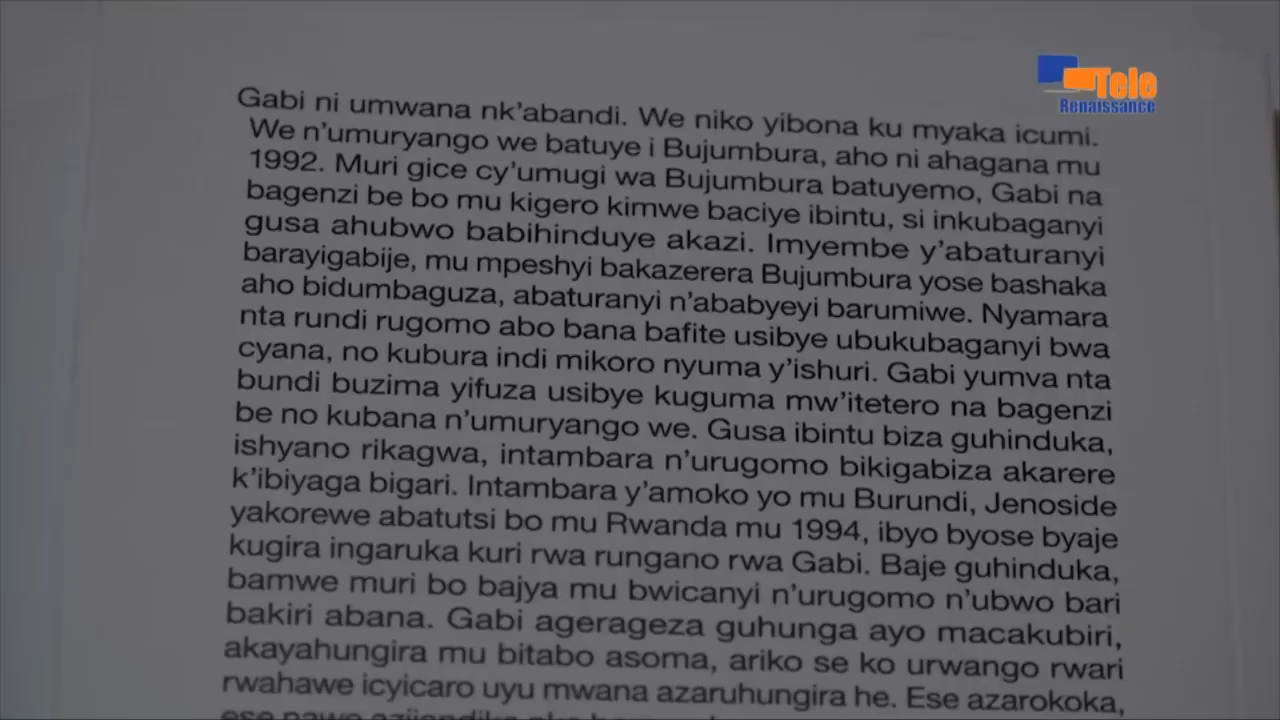 Tele
Renaissance
Gabi ni umwana nk'abandi. We niko yibona ku myaka icumi.
We n'umuryango we batuye i Bujumbura, aho ni ahagana mu
1992. Muri gice cy'umugi wa Bujumbura batuyemo, Gabi na
bagenzi be bo mu kigero kimwe baciye ibintu, si inkubaganyi
gusa ahubwo babihinduye akazi. Imyembe y'abaturanyi
barayigabije, mu mpeshyi bakazerera Bujumbura yose bashaka
aho bidumbaguza, abaturanyi n'ababyeyi barumiwe. Nyamara
nta rundi rugomo abo bana bafite usibye ubukubaganyi bwa
cyana, no kubura indi mikoro nyuma y'ishuri. Gabi yumva nta
bundi buzima yifuza usibye kuguma mw'itetero na bagenzi
be no kubana n'umuryango we. Gusa ibintu biza guhinduka,
ishyano rikagwa, intambara n'urugomo bikigabiza akarere
k'ibiyaga bigari. Intambara y'amoko yo mu Burundi, Jenoside
yakorewe abatutsi bo mu Rwanda mu 1994, ibyo byose byaje
kugira ingaruka kuri rwa rungano rwa Gabi. Baje guhinduka,
bamwe muri bo bajya mu bwicanyi n'urugomo n'ubwo bari
bakiri abana. Gabi agerageza guhunga ayo macakubiri,
akayahungira mu bitabo asoma, ariko se ko urwango rwari
rwahawe icyicaro uyu mwana azaruhungira he. Ese azarokoka,